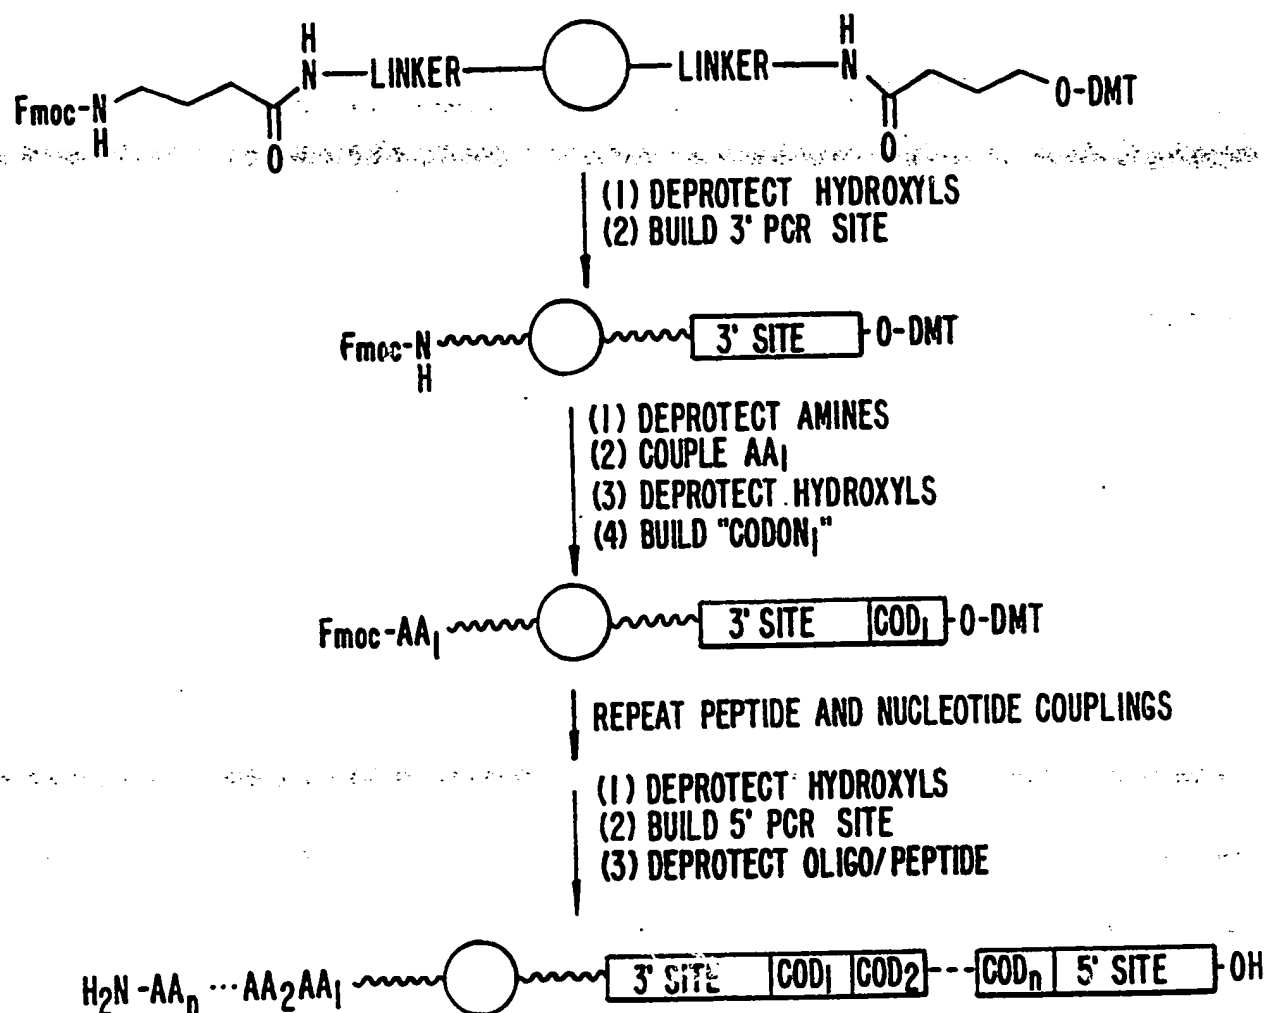 H H
N—LINKER—LINKER—N
Fmoc-N O-DMT
H O O
(1) DEPROTECT HYDROXYLS
(2) BUILD 3' PCR SITE
Fmoc-N 3' SITE O-DMT
H
(1) DEPROTECT AMINES
(2) COUPLE AA1
(3) DEPROTECT HYDROXYLS
(4) BUILD "CODON1"
Fmoc-AA1 3' SITE COD1 O-DMT
REPEAT PEPTIDE AND NUCLEOTIDE COUPLINGS
(1) DEPROTECT HYDROXYLS
(2) BUILD 5' PCR SITE
(3) DEPROTECT OLIGO/PEPTIDE
H2N-AAn ···AA2AA1 3' SITE COD1 COD2 --- CODn 5' SITE OH